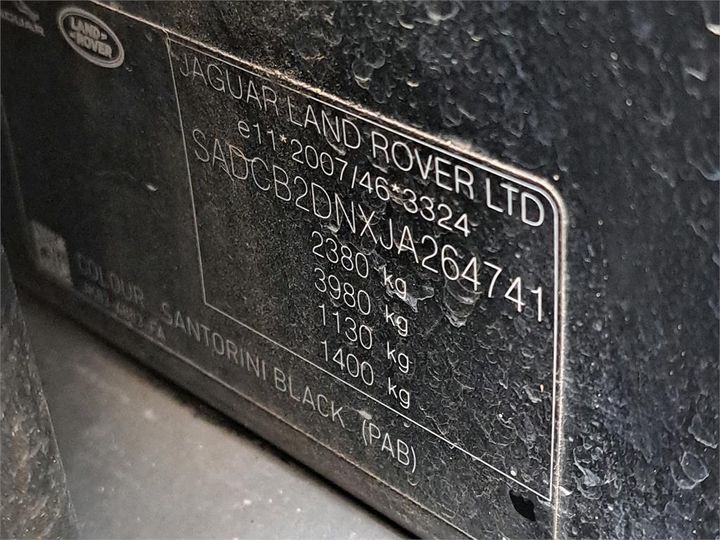 LAND
ROVER
JAGUAR LAND ROVER LTD
e11*2007/46*3324
SADCB2DNXJA264741
2380 kg
3980 kg
1130 kg
1400 kg
COLOUR SANTORINI BLACK (PAB)